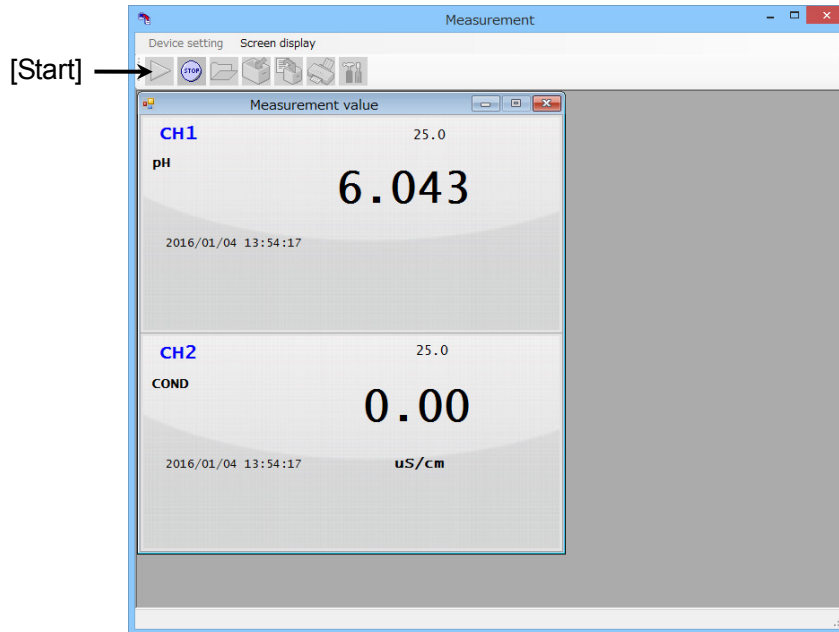 Measurement
Device setting Screen display
[Start]
STOP
Measurement value
CH1 25.0
pH
6.043
2016/01/04 13:54:17
CH2 25.0
COND
0.00
2016/01/04 13:54:17 uS/cm